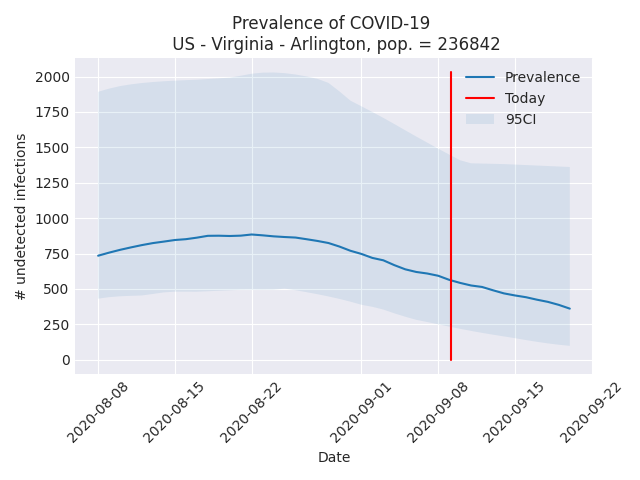 Prevalence of COVID-19
US - Virginia - Arlington, pop. = 236842
# undetected infections
2000
1750
1500
1250
1000
750
500
250
0
Prevalence
Today
95CI
2020-08-08
2020-08-15
2020-08-22
2020-09-01
2020-09-08
2020-09-15
2020-09-22
Date